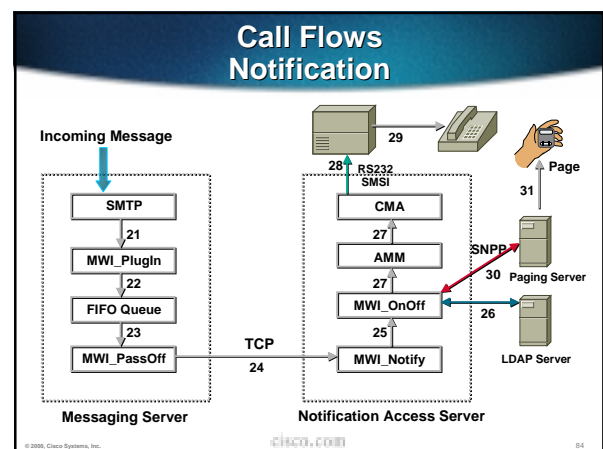 Call Flows
Notification
Incoming Message
SMTP
21
MWI_PlugIn
22
FIFO Queue
23
MWI_PassOff
Messaging Server
TCP
24
29
28
RS232
SMSI
CMA
27
AMM
27
MWI_OnOff
25
MWI_Notify
Notification Access Server
Page
31
SNPP
30
Paging Server
26
LDAP Server
© 2000, Cisco Systems, Inc.
cisco.com
84